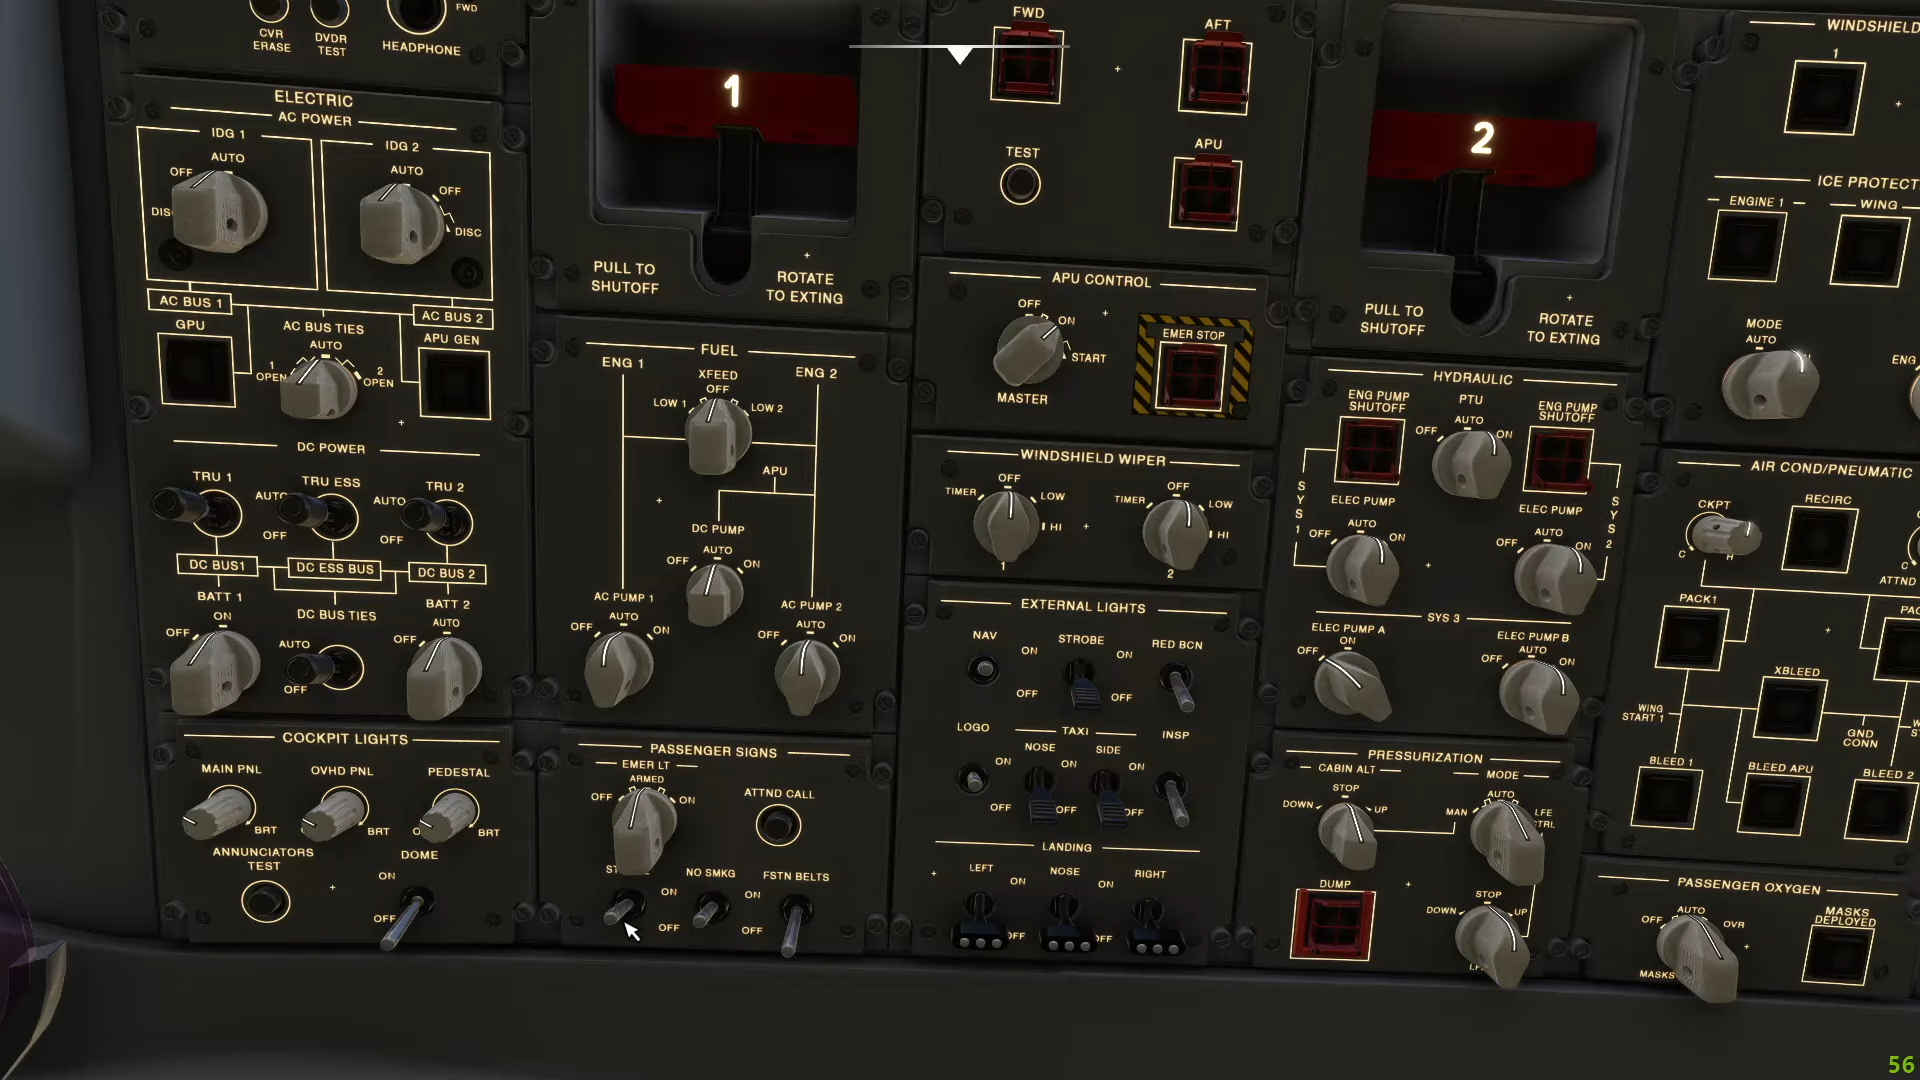 CVR
ERASE
DVDR
TEST
HEADPHONE
FWD
ELECTRIC
AC POWER
IDG 1
AUTO
OFF
IDG 2
AUTO
OFF
DISC
AC BUS 1
AC BUS 2
GPU
AC BUS TIES
AUTO
1
OPEN
2
OPEN
APU GEN
DC POWER
TRU 1
TRU ESS
TRU 2
AUTO
OFF
AUTO
OFF
DC BUS1
DC ESS BUS
DC BUS 2
BATT 1
ON
OFF
DC BUS TIES
AUTO
OFF
BATT 2
AUTO
OFF
COCKPIT LIGHTS
MAIN PNL
BRT
OVHD PNL
BRT
PEDESTAL
BRT
ANNUNCIATORS
TEST
DOME
ON
OFF
1
PULL TO
SHUTOFF
ROTATE
TO EXTING
FUEL
ENG 1
XFEED
OFF
LOW 1
LOW 2
ENG 2
APU
DC PUMP
AUTO
OFF
ON
AC PUMP 1
AUTO
OFF
ON
AC PUMP 2
AUTO
OFF
ON
PASSENGER SIGNS
EMER LT
ARMED
OFF
ON
ATTND CALL
NO SMKG
FSTN BELTS
ON
OFF
ON
OFF
FWD
AFT
TEST
APU
APU CONTROL
OFF
ON
START
MASTER
EMER STOP
WINDSHIELD WIPER
TIMER
OFF
LOW
HI
1
TIMER
OFF
LOW
HI
2
EXTERNAL LIGHTS
NAV
ON
OFF
STROBE
ON
OFF
RED BCN
LOGO
ON
OFF
TAXI
NOSE
ON
OFF
SIDE
ON
OFF
INSP
LANDING
LEFT
ON
OFF
NOSE
ON
OFF
RIGHT
2
PULL TO
SHUTOFF
ROTATE
TO EXTING
HYDRAULIC
ENG PUMP
SHUTOFF
PTU
AUTO
OFF
ON
ENG PUMP
SHUTOFF
SYS 1
SYS 2
ELEC PUMP
AUTO
OFF
ON
ELEC PUMP
AUTO
OFF
ON
SYS 3
ELEC PUMP A
ON
OFF
ELEC PUMP B
AUTO
OFF
ON
PRESSURIZATION
CABIN ALT
STOP
DOWN
UP
MODE
AUTO
MAN
LFE
DUMP
STOP
DOWN
UP
WINDSHIELD
1
ICE PROTECT
ENGINE 1
WING
MODE
AUTO
ENG
AIR COND/PNEUMATIC
CKPT
C
H
RECIRC
C
ATTND
PACK1
XBLEED
WING
START 1
GND
CONN
BLEED 1
BLEED APU
BLEED 2
PASSENGER OXYGEN
AUTO
OFF
OVR
MASKS
MASKS
DEPLOYED
56